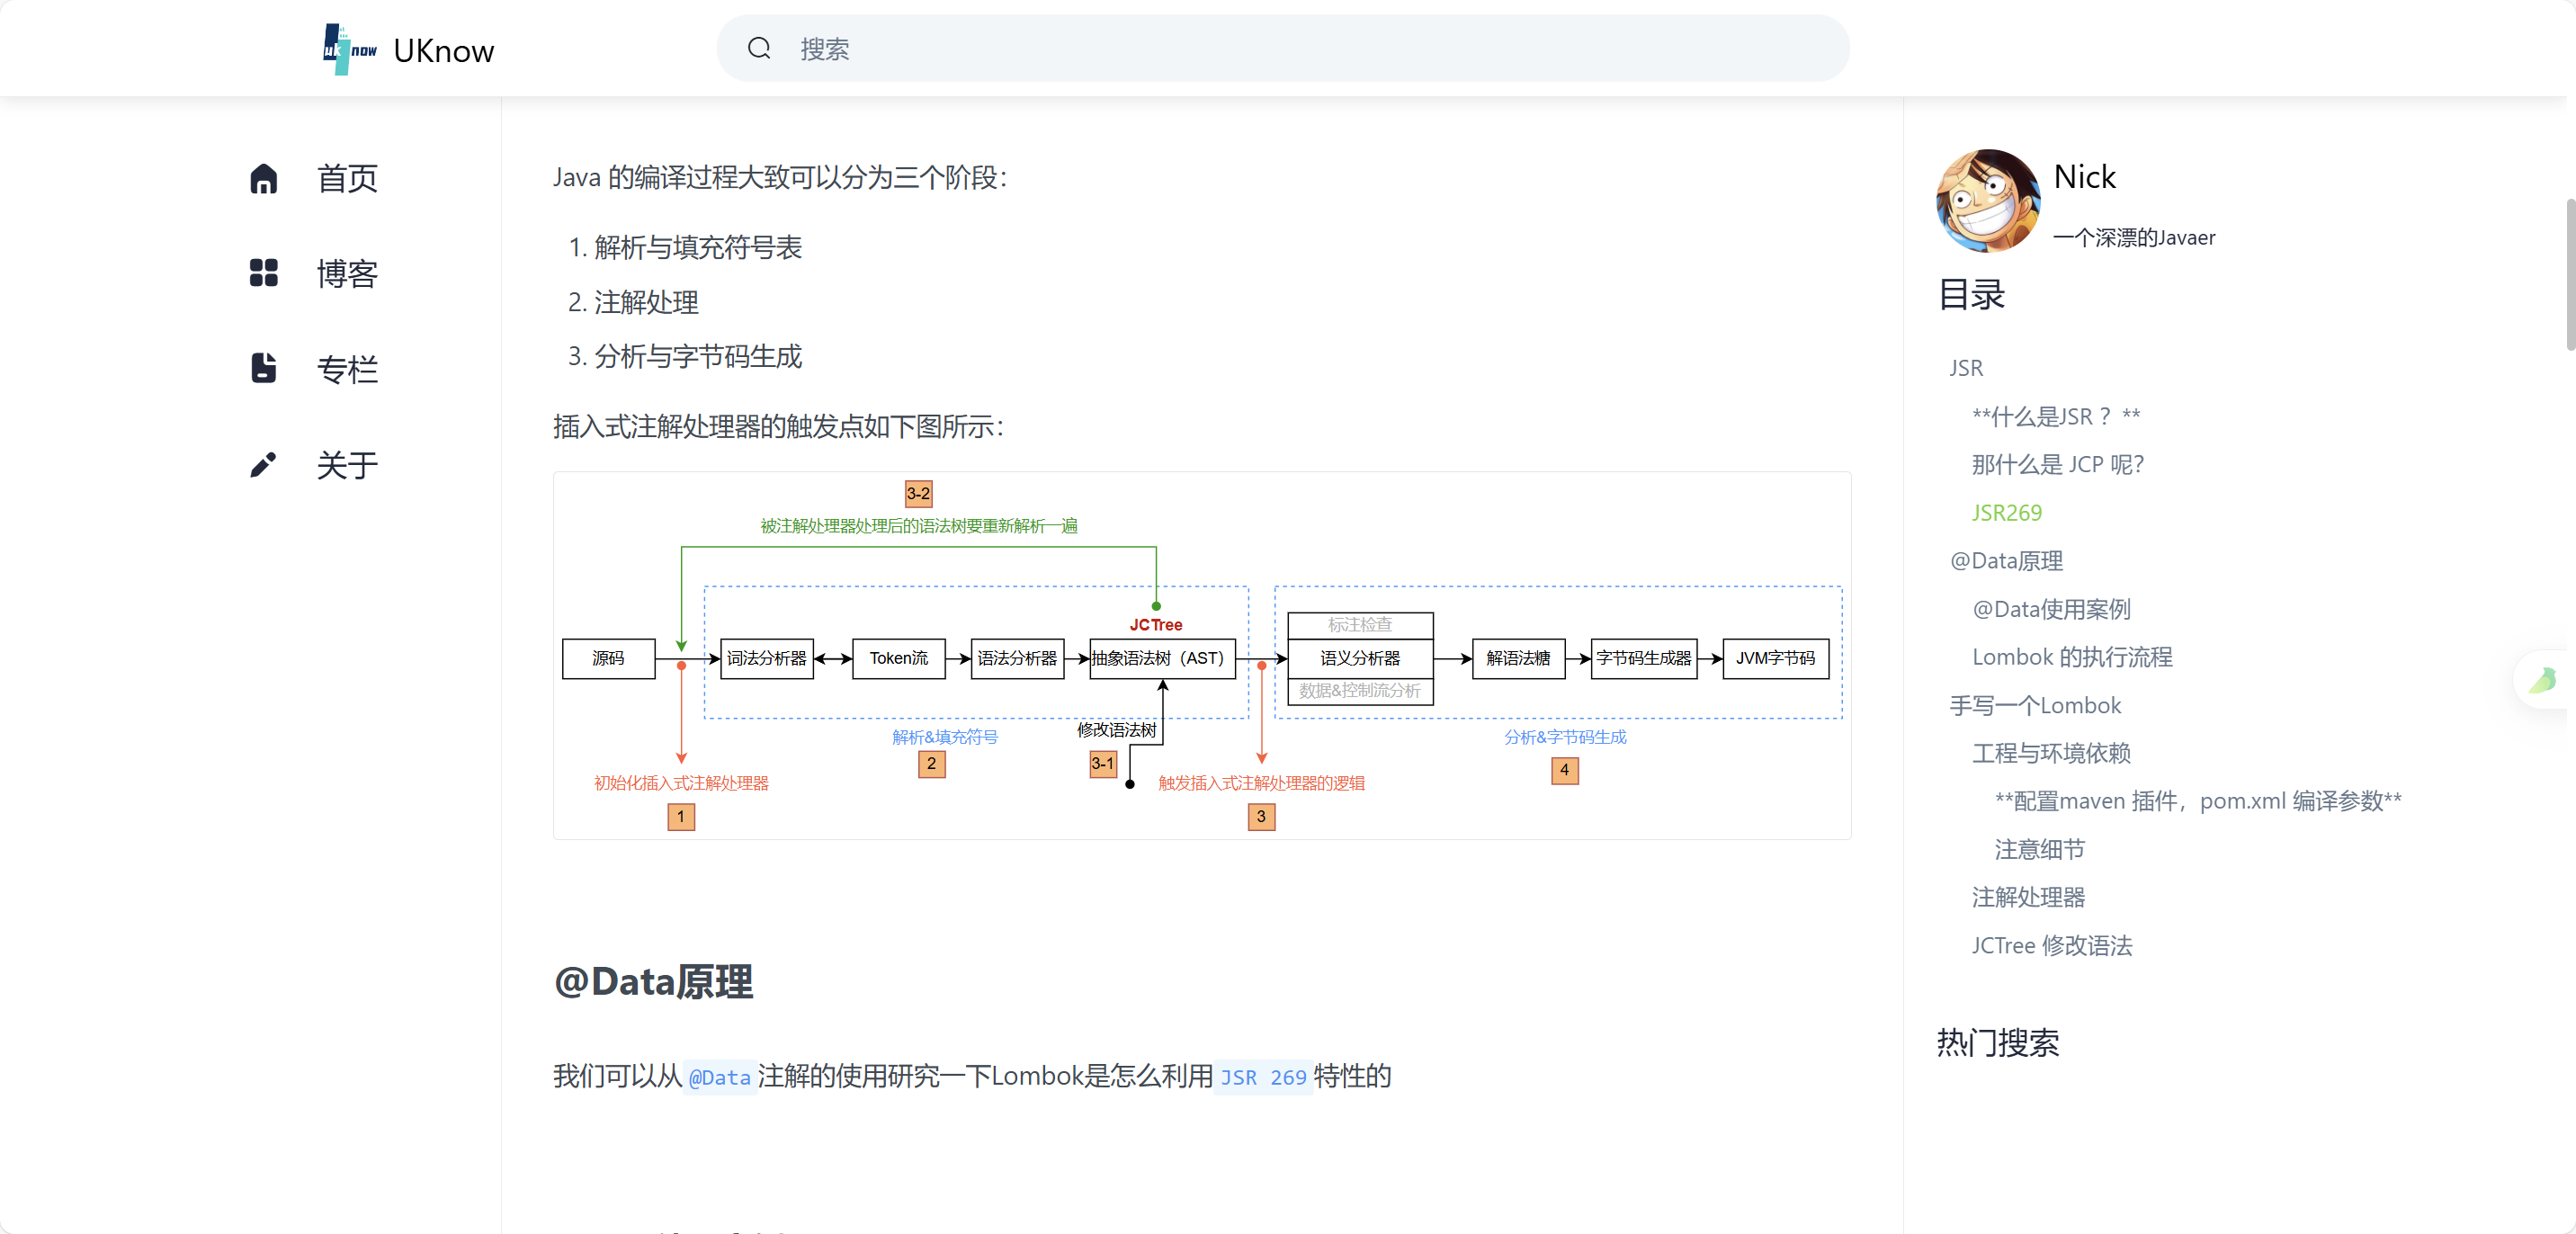 uk now UKnow
搜索
首页
博客
专栏
关于
Java 的编译过程大致可以分为三个阶段：
1. 解析与填充符号表
2. 注解处理
3. 分析与字节码生成
插入式注解处理器的触发点如下图所示：
3-2
被注解处理器处理后的语法树要重新解析一遍
JCTree
标注检查
源码
词法分析器
Token流
语法分析器
抽象语法树（AST）
语义分析器
解语法糖
字节码生成器
JVM字节码
数据&控制流分析
修改语法树
解析&填充符号
分析&字节码生成
2
3-1
4
初始化插入式注解处理器
触发插入式注解处理器的逻辑
1
3
@Data原理
我们可以从 @Data 注解的使用研究一下Lombok是怎么利用 JSR 269 特性的
Nick
一个深漂的Javaer
目录
JSR
**什么是JSR ？**
那什么是 JCP 呢?
JSR269
@Data原理
@Data使用案例
Lombok 的执行流程
手写一个Lombok
工程与环境依赖
**配置maven 插件，pom.xml 编译参数**
注意细节
注解处理器
JCTree 修改语法
热门搜索